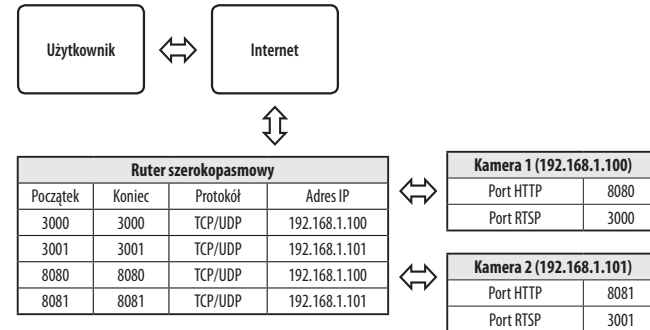 Użytkownik
Internet
Ruter szerokopasmowy
Początek Koniec Protokół Adres IP
3000 3000 TCP/UDP 192.168.1.100
3001 3001 TCP/UDP 192.168.1.101
8080 8080 TCP/UDP 192.168.1.100
8081 8081 TCP/UDP 192.168.1.101
Kamera 1 (192.168.1.100)
Port HTTP 8080
Port RTSP 3000
Kamera 2 (192.168.1.101)
Port HTTP 8081
Port RTSP 3001